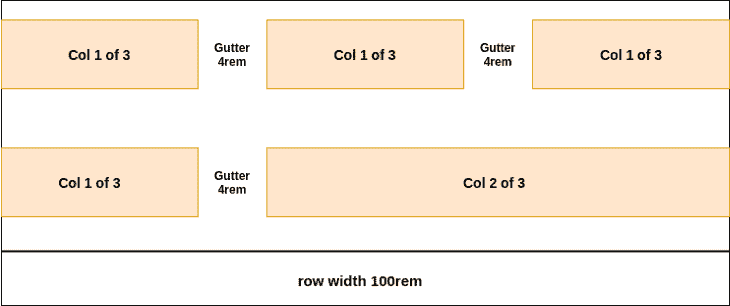 Col 1 of 3
Gutter
4rem
Col 1 of 3
Gutter
4rem
Col 1 of 3
Col 1 of 3
Gutter
4rem
Col 2 of 3
row width 100rem